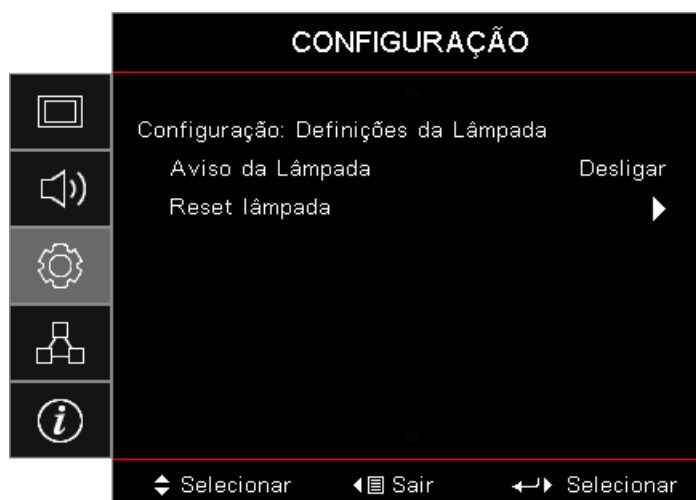 CONFIGURAÇÃO
Configuração: Definições da Lâmpada
Aviso da Lâmpada Desligar
Reset lâmpada
Selecionar Sair Selecionar